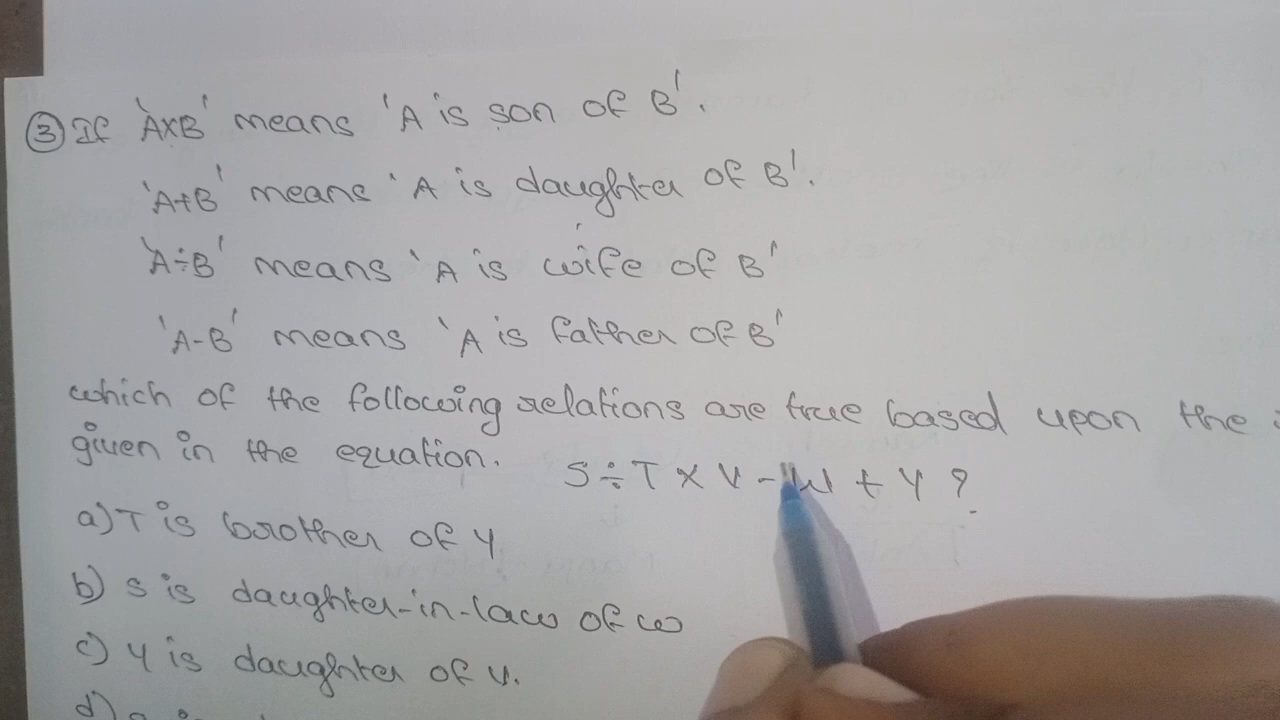 ③ If 'A×B' means 'A is son of B'.
'A+B' means 'A is daughter of B'.
'A÷B' means 'A is wife of B'
'A-B' means 'A is father of B'
which of the following relations are true based upon the
given in the equation. S÷T×V-W+Y?
a) T is brother of Y
b) S is daughter-in-law of w
c) Y is daughter of V.
d)